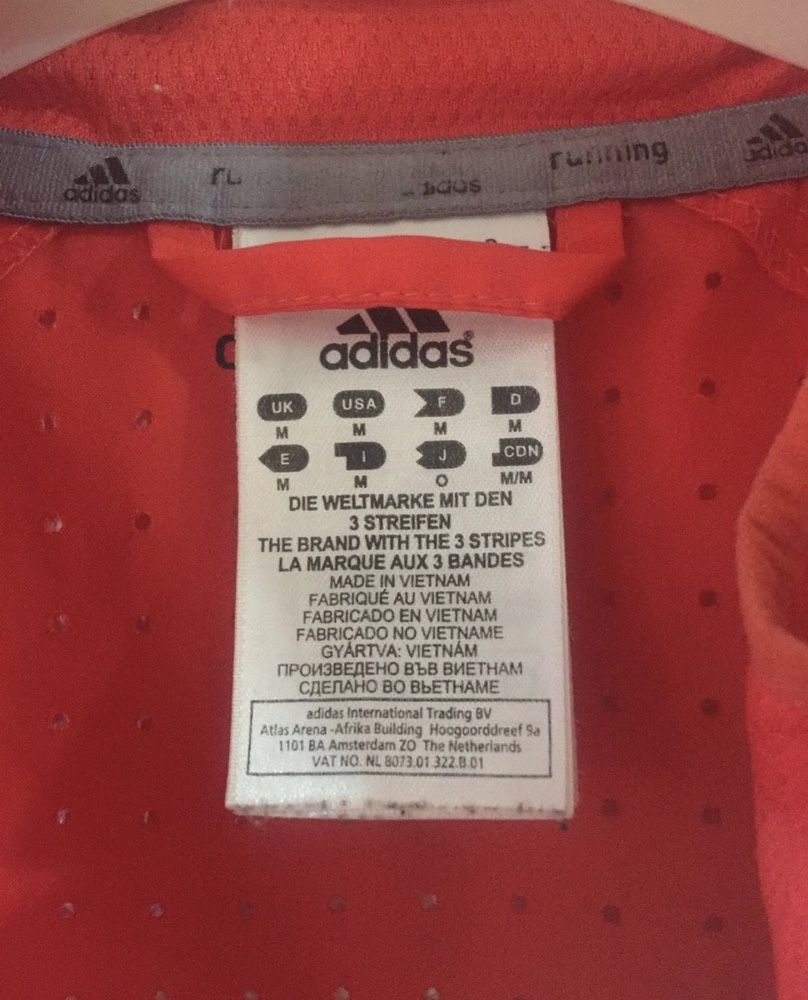 adidas running adidas
adidas®
UK USA F D
M M M M
E I J CDN
M M O M/M
DIE WELTMARKE MIT DEN
3 STREIFEN
THE BRAND WITH THE 3 STRIPES
LA MARQUE AUX 3 BANDES
MADE IN VIETNAM
FABRIQUÉ AU VIETNAM
FABRICADO EN VIETNAM
FABRICADO NO VIETNAME
GYÁRTVA: VIETNÁM
ПРОИЗВЕДЕНО ВЪВ ВИЕТНАМ
СДЕЛАНО ВО ВЬЕТНАМЕ
adidas International Trading BV
Atlas Arena -Afrika Building Hoogoorddreef 9a
1101 BA Amsterdam ZO The Netherlands
VAT NO. NL 8073.01.322.B.01